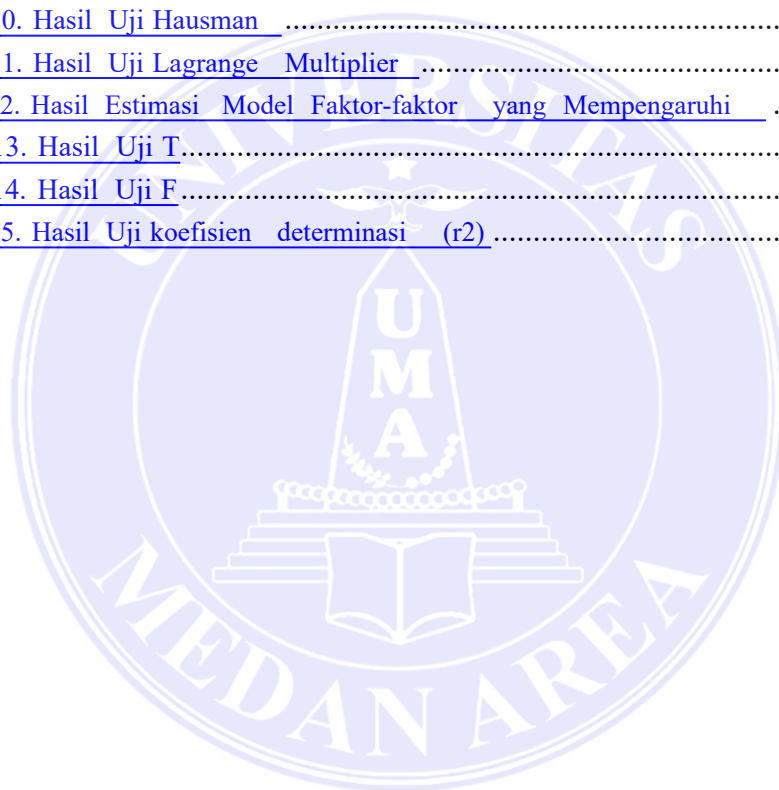 0. Hasil Uji Hausman ........................................................................
1. Hasil Uji Lagrange Multiplier ....................................................
2. Hasil Estimasi Model Faktor-faktor yang Mempengaruhi .
3. Hasil Uji T.....................................................................................
4. Hasil Uji F.....................................................................................
5. Hasil Uji koefisien determinasi (r2) .........................................
UNIVERSITAS
UMA
MEDAN AREA